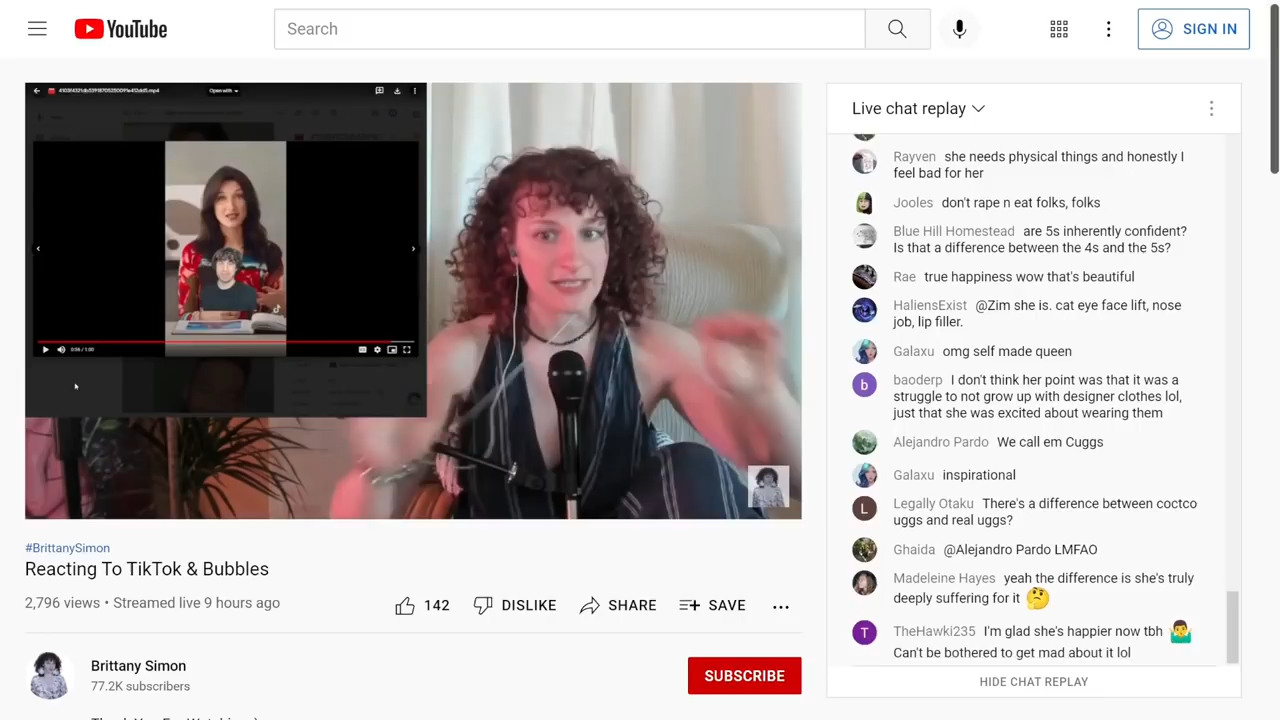 YouTube
Search
SIGN IN
Open with
0:56 / 1:00
Live chat replay
Rayven she needs physical things and honestly I
feel bad for her
Jooles don't rape n eat folks, folks
Blue Hill Homestead are 5s inherently confident?
Is that a difference between the 4s and the 5s?
Rae true happiness wow that's beautiful
HaliensExist @Zim she is. cat eye face lift, nose
job, lip filler.
Galaxu omg self made queen
b
baoderp I don't think her point was that it was a
struggle to not grow up with designer clothes lol,
just that she was excited about wearing them
Alejandro Pardo We call em Cuggs
Galaxu inspirational
L
Legally Otaku There's a difference between coctco
uggs and real uggs?
Ghaida @Alejandro Pardo LMFAO
Madeleine Hayes yeah the difference is she's truly
deeply suffering for it 🤔
T
TheHawki235 I'm glad she's happier now tbh 🤷‍♂️
Can't be bothered to get mad about it lol
HIDE CHAT REPLAY
#BrittanySimon
Reacting To TikTok & Bubbles
2,796 views • Streamed live 9 hours ago
142
DISLIKE
SHARE
SAVE
Brittany Simon
77.2K subscribers
SUBSCRIBE